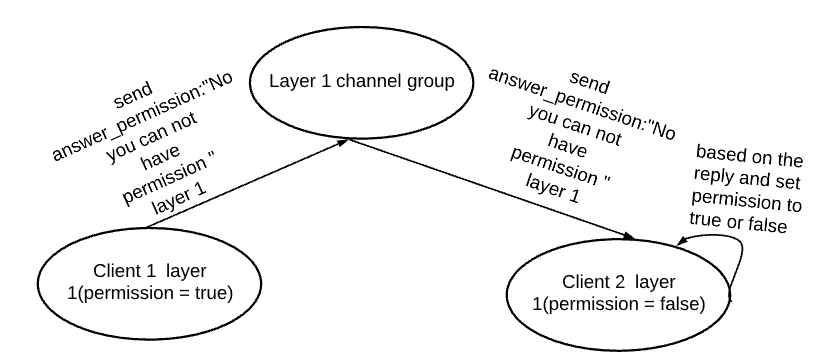 Layer 1 channel group
send
answer_permission:"No
you can not
have
permission "
layer 1
send
answer_permission:"No
you can not
have
permission "
layer 1
based on the
reply and set
permission to
true or false
Client 1  layer
1(permission = true)
Client 2  layer
1(permission = false)